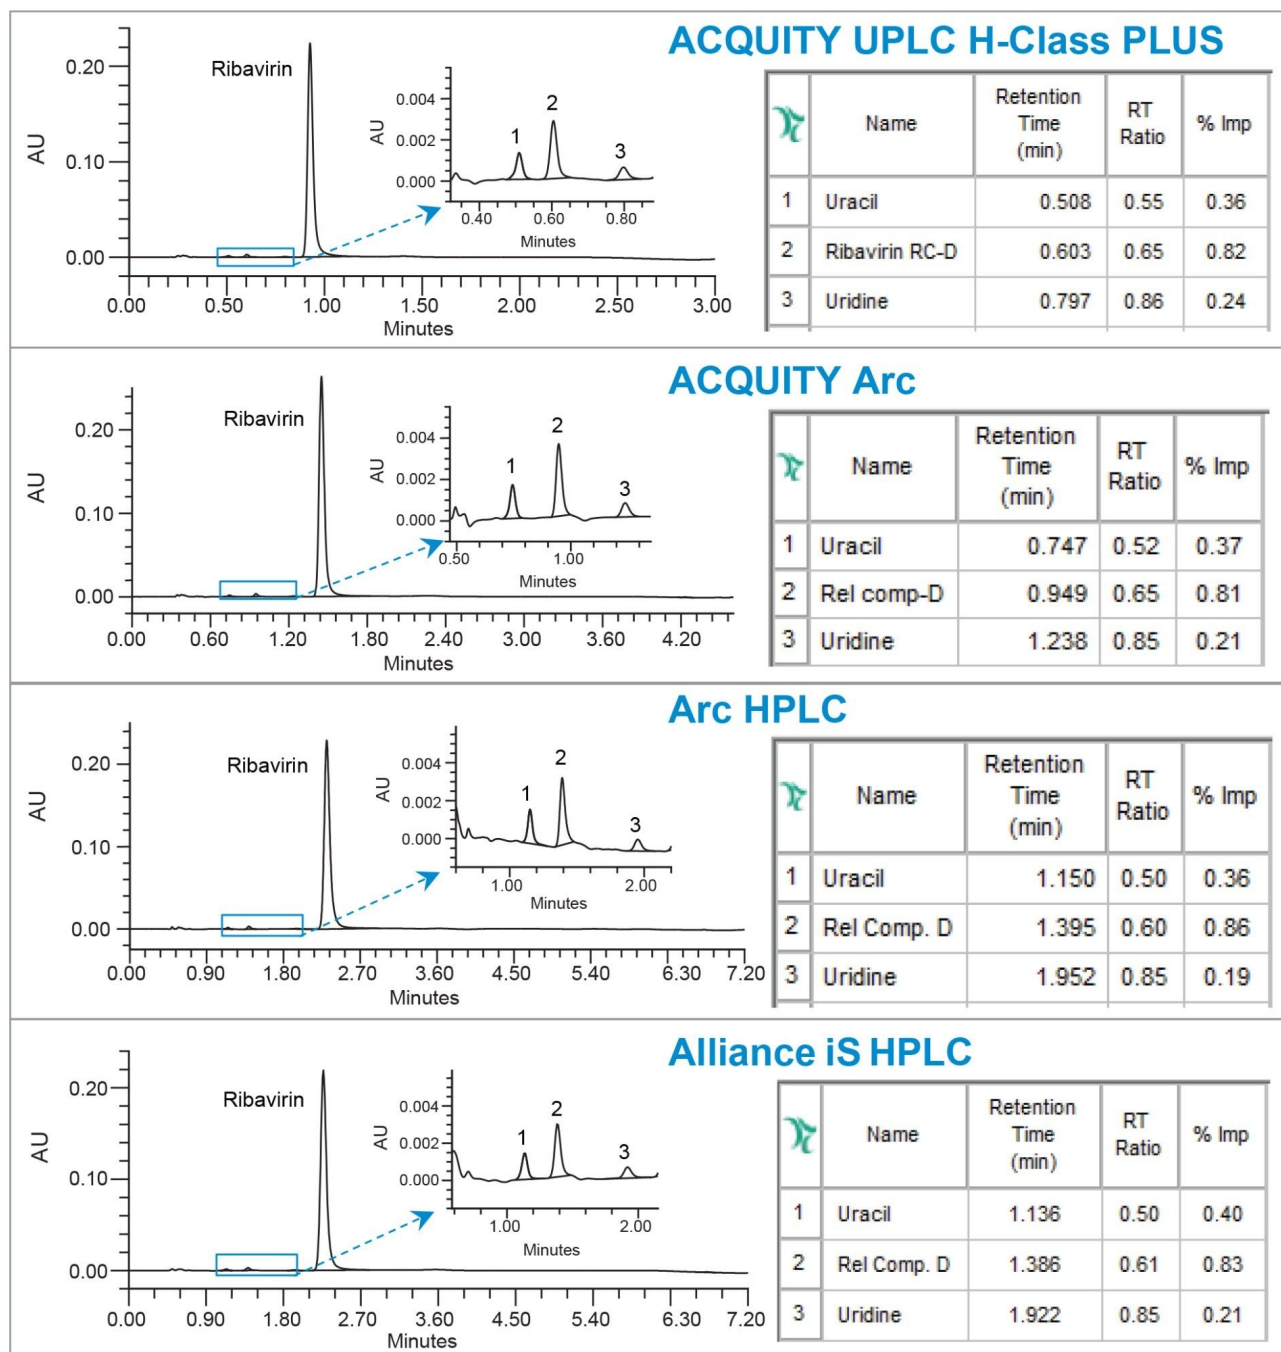 ACQUITY UPLC H-Class PLUS
AU
0.20
0.10
0.00
Ribavirin
0.00 0.50 1.00 1.50 2.00 2.50 3.00
Minutes
AU
0.004
0.002
0.000
1 2 3
0.40 0.60 0.80
Minutes
Name Retention Time (min) RT Ratio % Imp
1 Uracil 0.508 0.55 0.36
2 Ribavirin RC-D 0.603 0.65 0.82
3 Uridine 0.797 0.86 0.24
ACQUITY Arc
AU
0.20
0.10
0.00
Ribavirin
0.00 0.60 1.20 1.80 2.40 3.00 3.60 4.20
Minutes
AU
0.004
0.002
0.000
1 2 3
0.50 1.00
Minutes
Name Retention Time (min) RT Ratio % Imp
1 Uracil 0.747 0.52 0.37
2 Rel comp-D 0.949 0.65 0.81
3 Uridine 1.238 0.85 0.21
Arc HPLC
AU
0.20
0.10
0.00
Ribavirin
0.00 0.90 1.80 2.70 3.60 4.50 5.40 6.30 7.20
Minutes
AU
0.004
0.002
0.000
1 2 3
1.00 2.00
Minutes
Name Retention Time (min) RT Ratio % Imp
1 Uracil 1.150 0.50 0.36
2 Rel Comp. D 1.395 0.60 0.86
3 Uridine 1.952 0.85 0.19
Alliance iS HPLC
AU
0.20
0.10
0.00
Ribavirin
0.00 0.90 1.80 2.70 3.60 4.50 5.40 6.30 7.20
Minutes
AU
0.004
0.002
0.000
1 2 3
1.00 2.00
Minutes
Name Retention Time (min) RT Ratio % Imp
1 Uracil 1.136 0.50 0.40
2 Rel Comp. D 1.386 0.61 0.83
3 Uridine 1.922 0.85 0.21